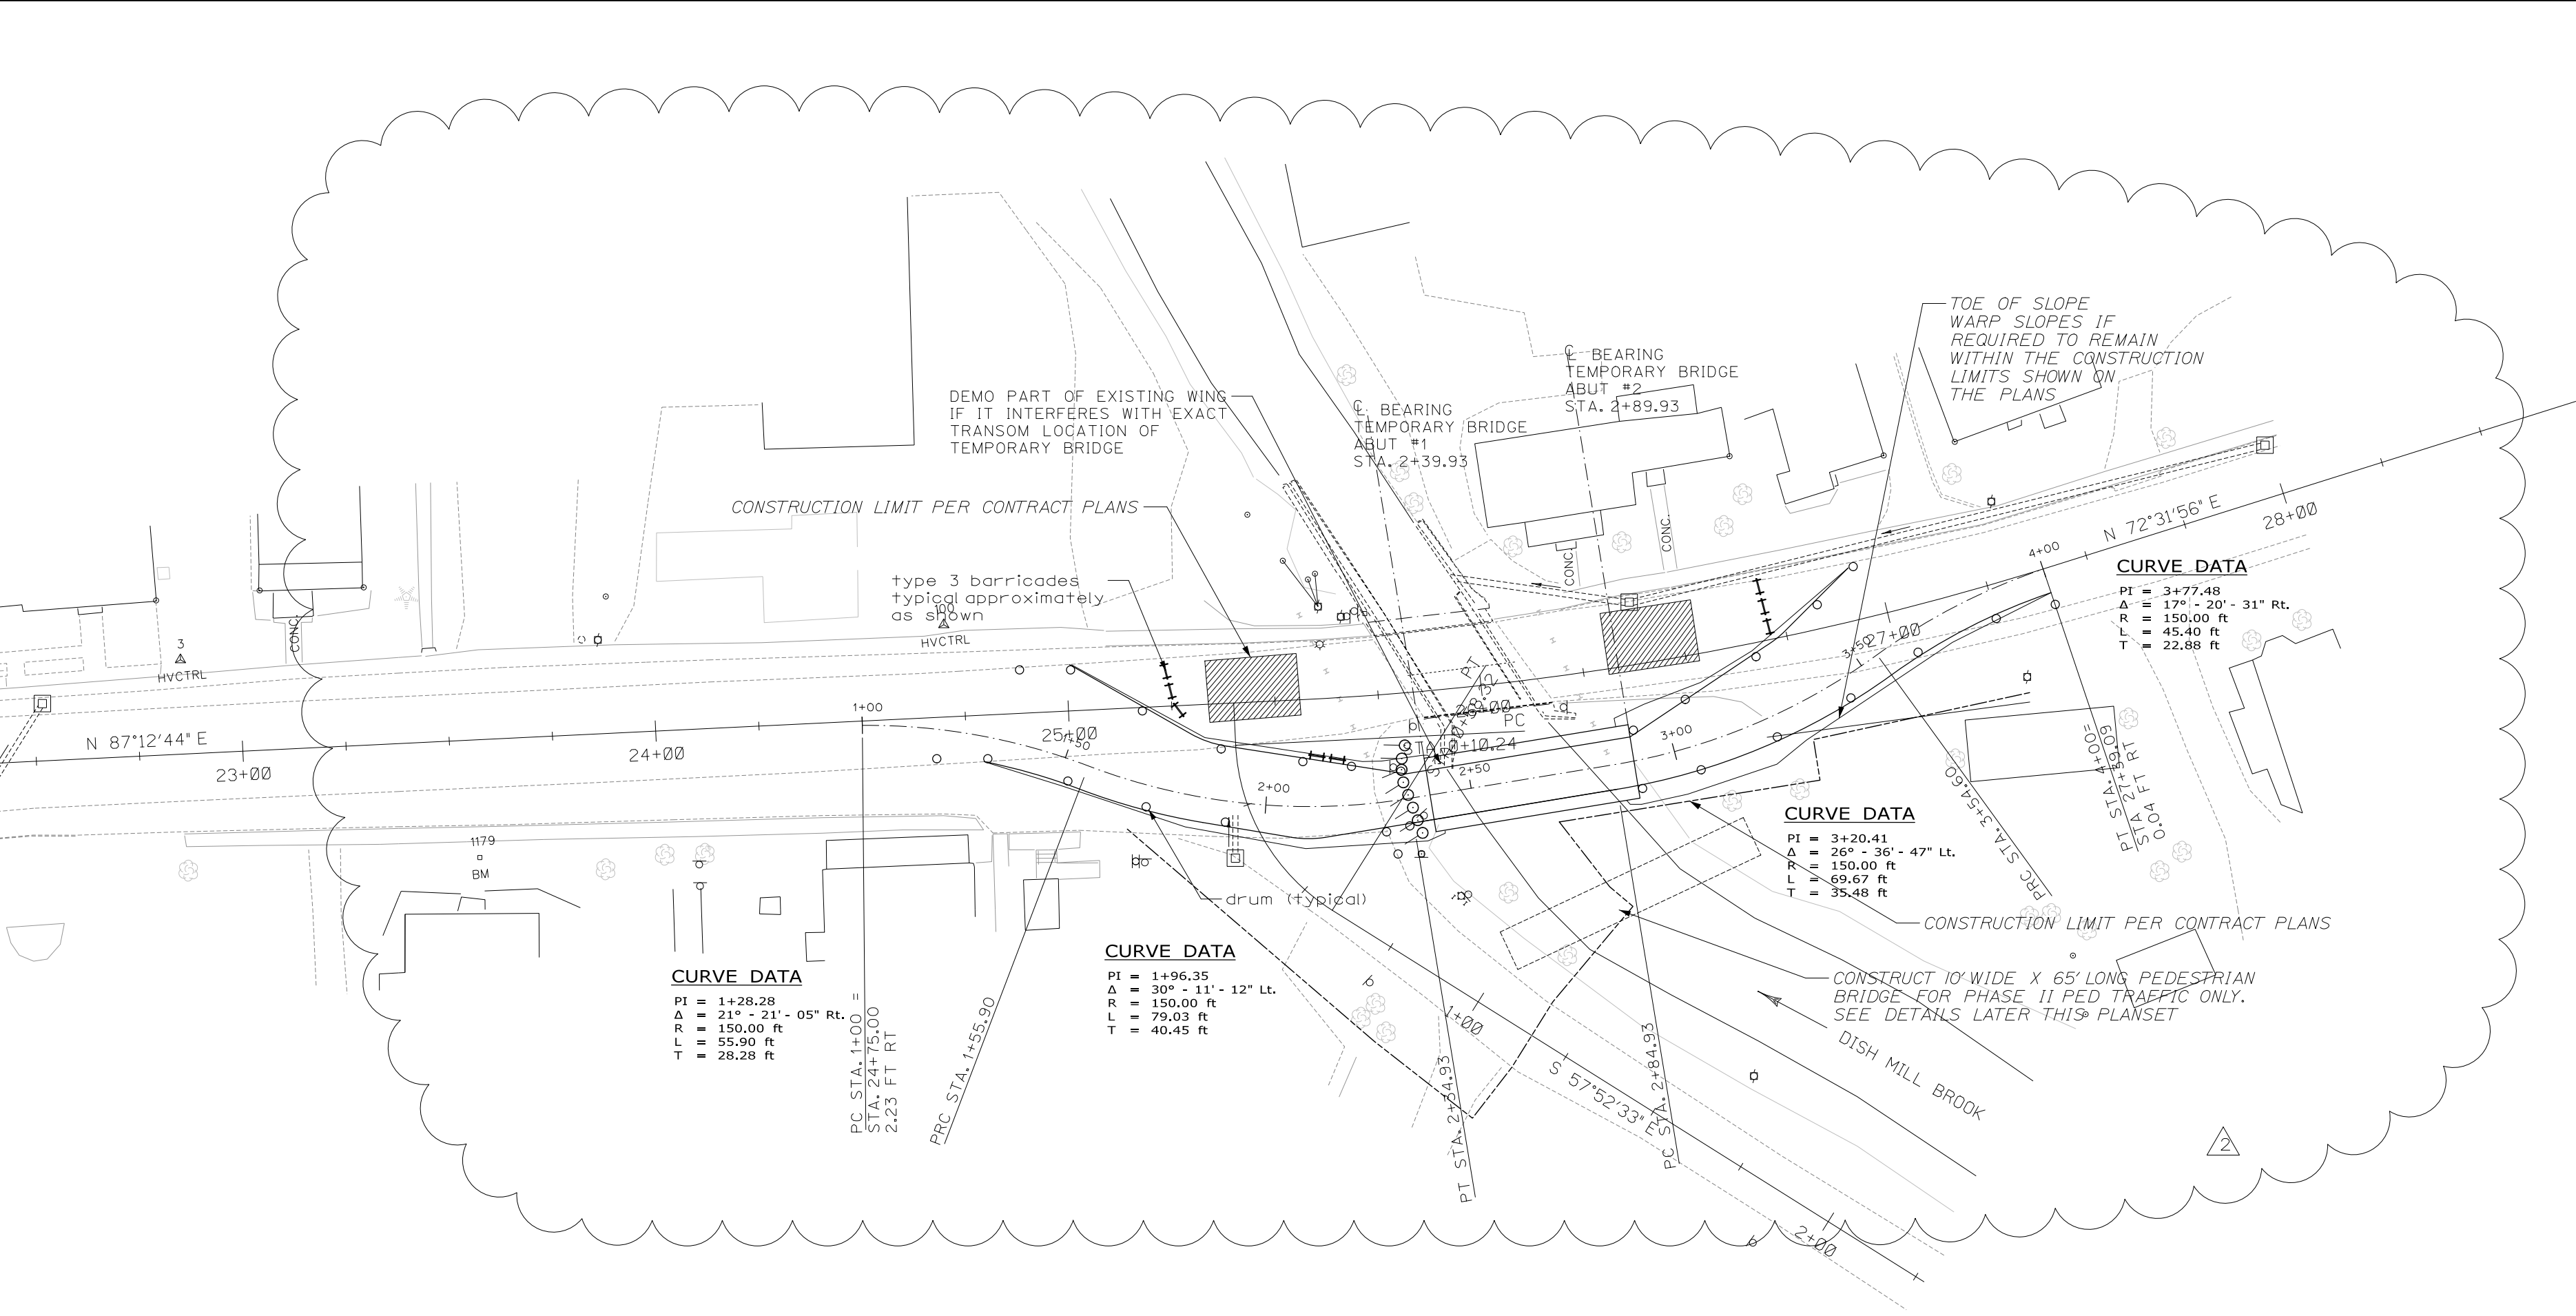 TOE OF SLOPE
WARP SLOPES IF
REQUIRED TO REMAIN
WITHIN THE CONSTRUCTION
LIMITS SHOWN ON
THE PLANS
℄ BEARING
TEMPORARY BRIDGE
ABUT #2
STA. 2+89.93
℄ BEARING
TEMPORARY BRIDGE
ABUT #1
STA. 2+39.93
DEMO PART OF EXISTING WING
IF IT INTERFERES WITH EXACT
TRANSOM LOCATION OF
TEMPORARY BRIDGE
CONSTRUCTION LIMIT PER CONTRACT PLANS
type 3 barricades
typical approximately
as shown
100
HVCTRL
3
HVCTRL
CONC.
CONC.
CONC.
N 87°12'44" E
23+00
24+00
25+00
26+00
27+00
28+00
N 72°31'56" E
1+00
1+50
2+00
2+50
3+00
3+50
4+00
PT
PC
STA. 0+10.24
CURVE DATA
PI = 3+77.48
Δ = 17° - 20' - 31" Rt.
R = 150.00 ft
L = 45.40 ft
T = 22.88 ft
CURVE DATA
PI = 3+20.41
Δ = 26° - 36' - 47" Lt.
R = 150.00 ft
L = 69.67 ft
T = 35.48 ft
PT STA. 4+00=
STA 27+39.09
0.04 FT RT
PRC STA. 3+54.60
1179
BM
drum (typical)
CONSTRUCTION LIMIT PER CONTRACT PLANS
CONSTRUCT 10' WIDE X 65' LONG PEDESTRIAN
BRIDGE FOR PHASE II PED TRAFFIC ONLY.
SEE DETAILS LATER THIS PLANSET
CURVE DATA
PI = 1+28.28
Δ = 21° - 21' - 05" Rt.
R = 150.00 ft
L = 55.90 ft
T = 28.28 ft
CURVE DATA
PI = 1+96.35
Δ = 30° - 11' - 12" Lt.
R = 150.00 ft
L = 79.03 ft
T = 40.45 ft
PC STA. 1+00 =
STA. 24+75.00
2.23 FT RT
PRC STA. 1+55.90
PT STA. 2+34.93
PC STA. 2+84.93
1+00
S 57°52'33" E
2+00
DISH MILL BROOK
2